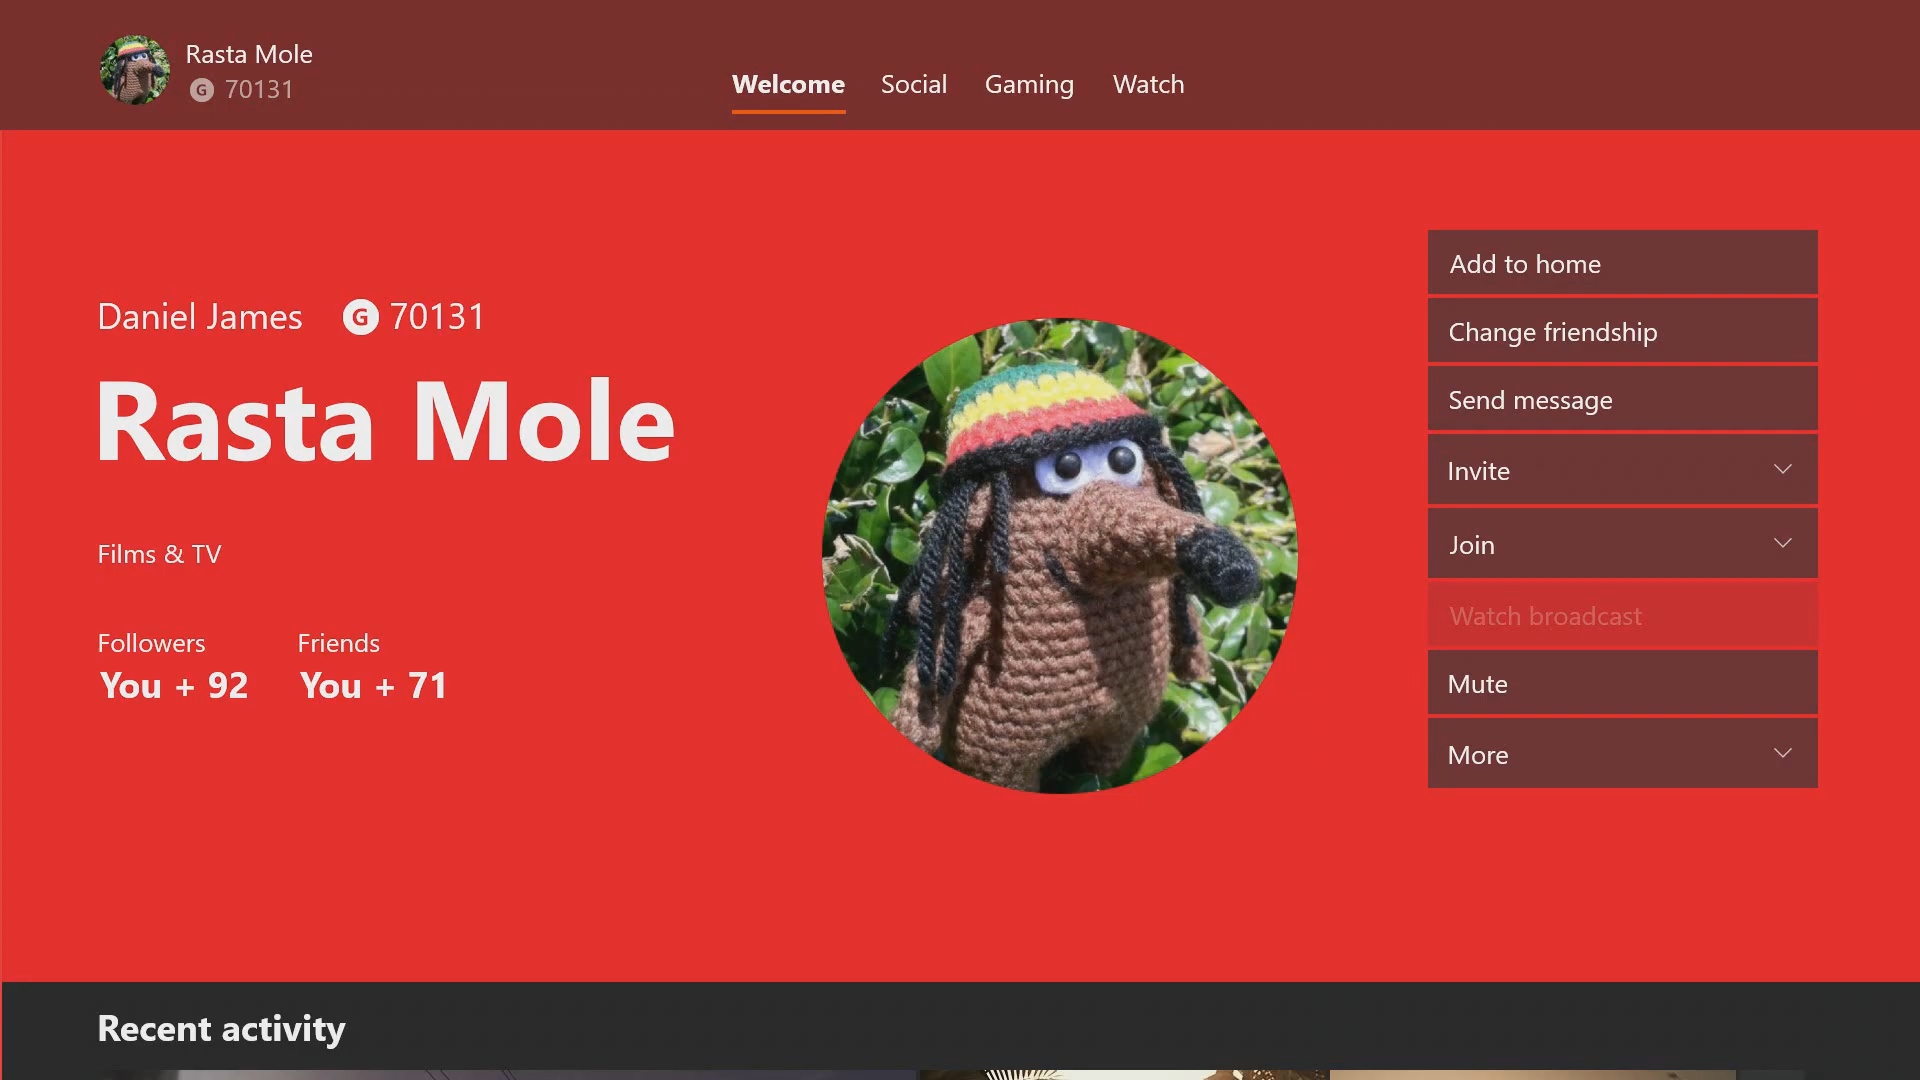 Rasta Mole
G 70131
Welcome Social Gaming Watch
Daniel James G 70131
Rasta Mole
Films & TV
Followers Friends
You + 92 You + 71
Add to home
Change friendship
Send message
Invite
Join
Watch broadcast
Mute
More
Recent activity